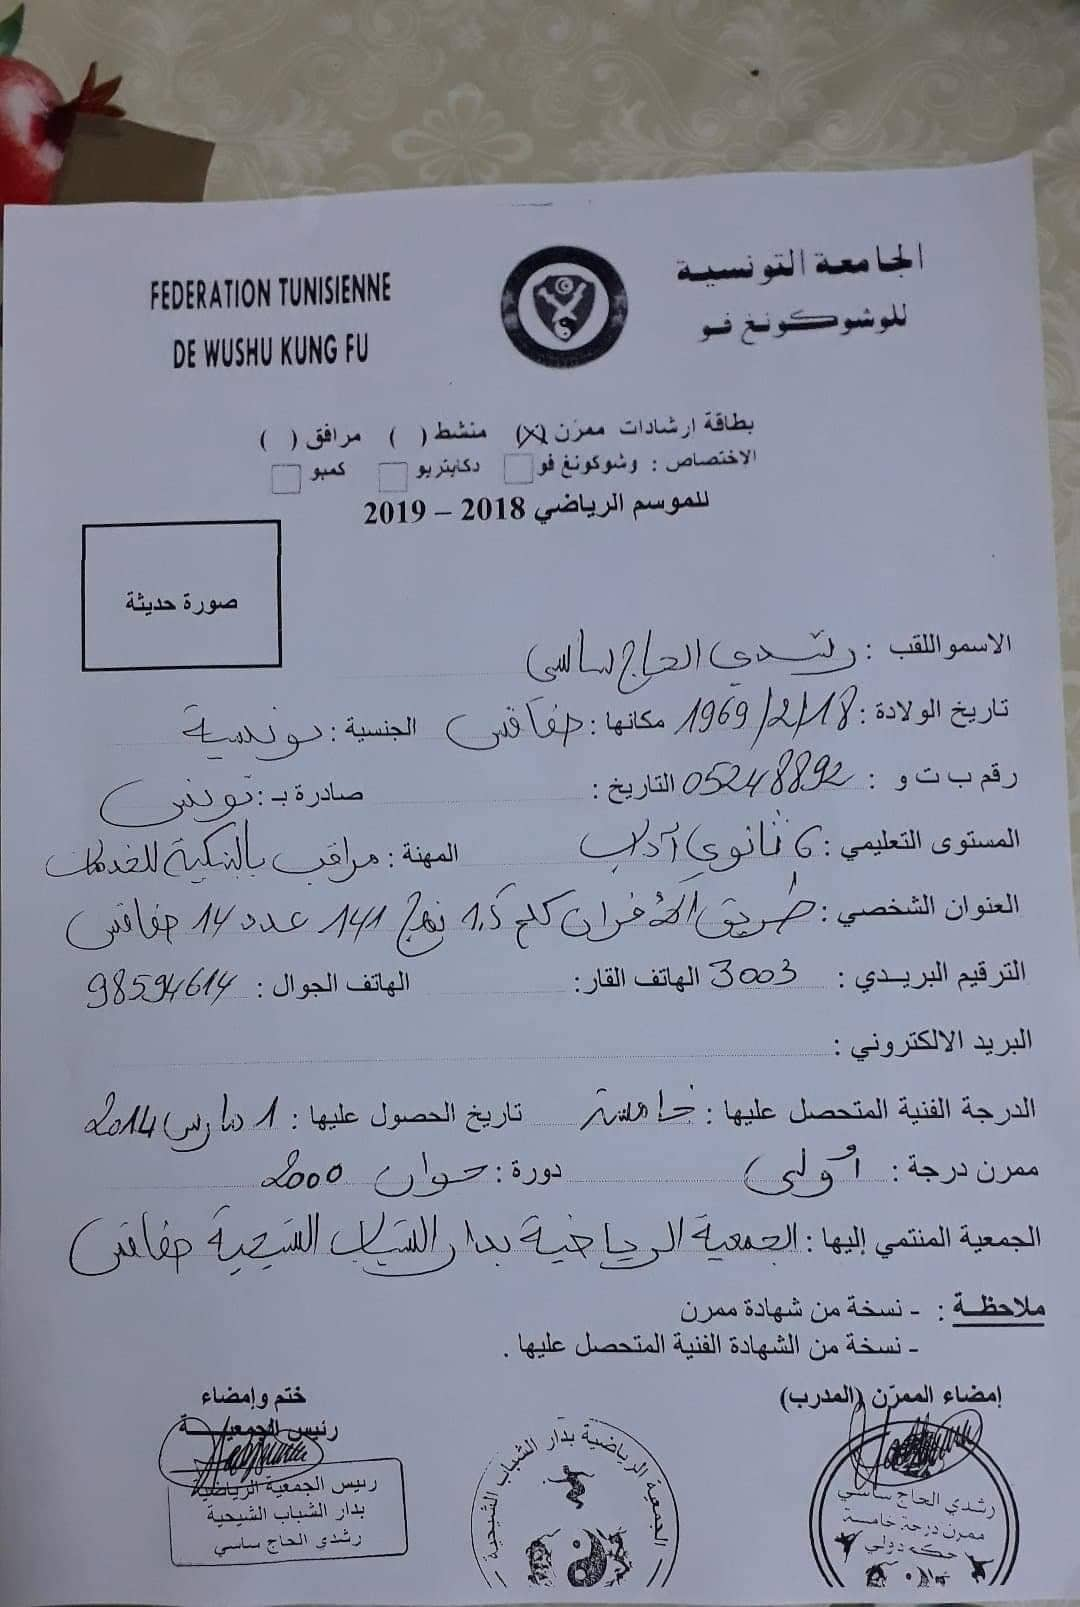 FEDERATION TUNISIENNE
DE WUSHU KUNG FU
الجامعة التونسية
للووشوكونغ فو
بطاقة ارشادات ممرّن (X) منشط ( ) مرافق ( )
الاختصاص : وشوكونغ فو دكايتريو كمبو
للموسم الرياضي 2018 – 2019
صورة حديثة
الاسم واللقب : رشدي الحاج ساسي
تاريخ الولادة : 1969/2/18 مكانها : صفاقس الجنسية : تونسية
رقم ب ت و : 05248892 التاريخ : صادرة بـ : تونس
المستوى التعليمي : 6 ثانوي آداب المهنة : مراقب بالبنكية للخدمات
العنوان الشخصي : طريق الأفران كلم 1.5 نهج 141 عدد 14 صفاقس
الترقيم البريدي : 3003 الهاتف القار: الهاتف الجوال : 98594614
البريد الالكتروني :
الدرجة الفنية المتحصل عليها : خامسة تاريخ الحصول عليها : 1 مارس 2014
ممرن درجة : أولى دورة : جوان 2000
الجمعية المنتمي إليها : الجمعية الرياضية بدار الشباب الشيحية صفاقس
ملاحظة : - نسخة من شهادة ممرن
- نسخة من الشهادة الفنية المتحصل عليها .
إمضاء الممرّن (المدرب)
ختم وإمضاء
رئيس الجمعيـــة
رئيس الجمعية الرياضية
بدار الشباب الشيحية
رشدي الحاج ساسي
الجمعية الرياضية بدار الشباب الشيحية
رشدي الحاج ساسي
ممرن درجة خامسة
حكم دولي